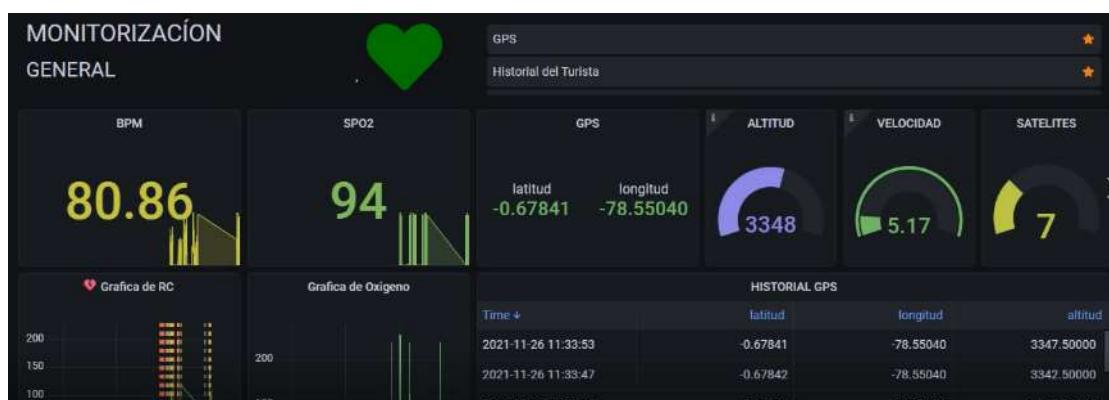 MONITORIZACÍON
GENERAL
GPS
Historial del Turista
BPM
80.86
SPO2
94
GPS
latitud longitud
-0.67841 -78.55040
ALTITUD
3348
VELOCIDAD
5.17
SATELITES
7
Grafica de RC
200
150
100
Grafica de Oxigeno
200
HISTORIAL GPS
Time latitud longitud altitud
2021-11-26 11:33:53 -0.67841 -78.55040 3347.50000
2021-11-26 11:33:47 -0.67842 -78.55040 3342.50000